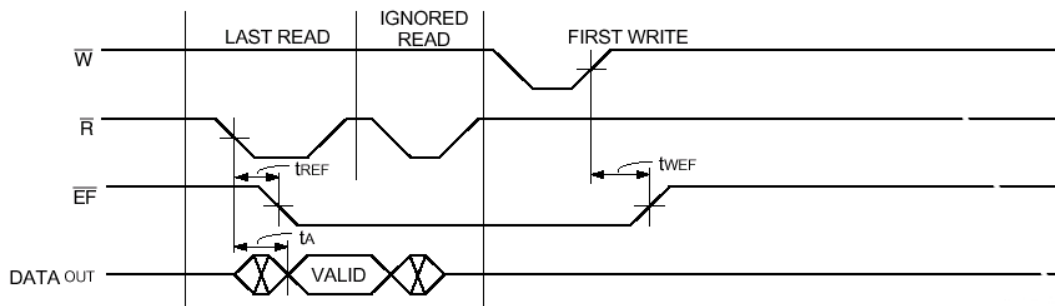 LAST READ
IGNORED
READ
FIRST WRITE
W
R
tREF
tWEF
EF
tA
DATA OUT
VALID